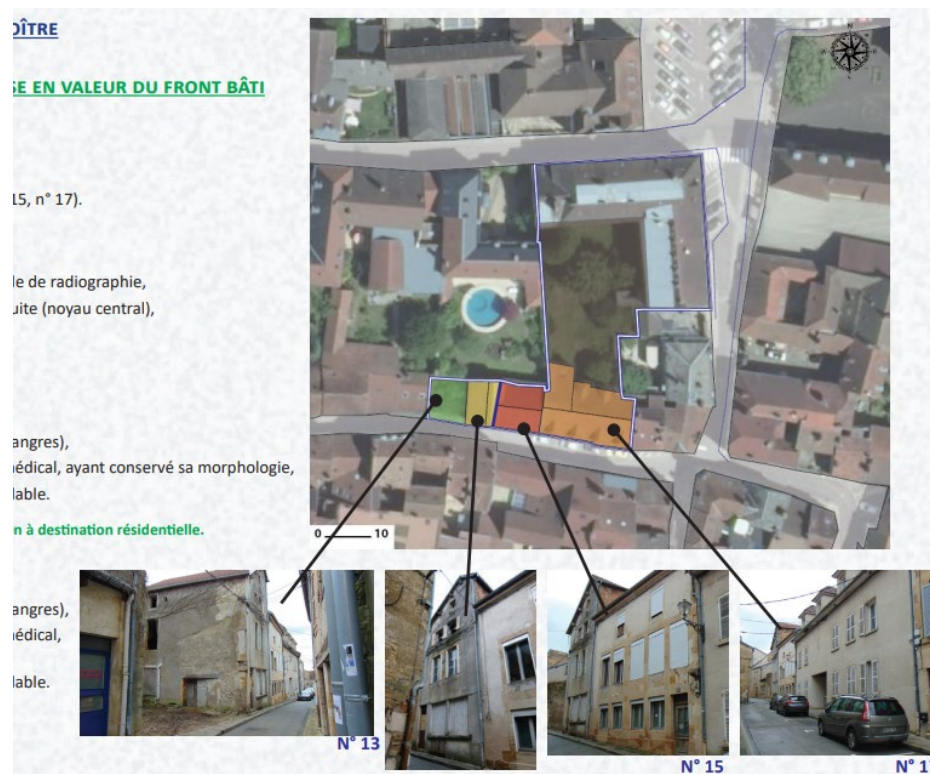 OÎTRE
SE EN VALEUR DU FRONT BÂTI
15, n° 17).
le de radiographie,
uite (noyau central),
angres),
édical, ayant conservé sa morphologie,
lable.
n à destination résidentielle.
angres),
édical,
lable.
N
W
E
S
0 10
N° 13
N° 15
N° 1